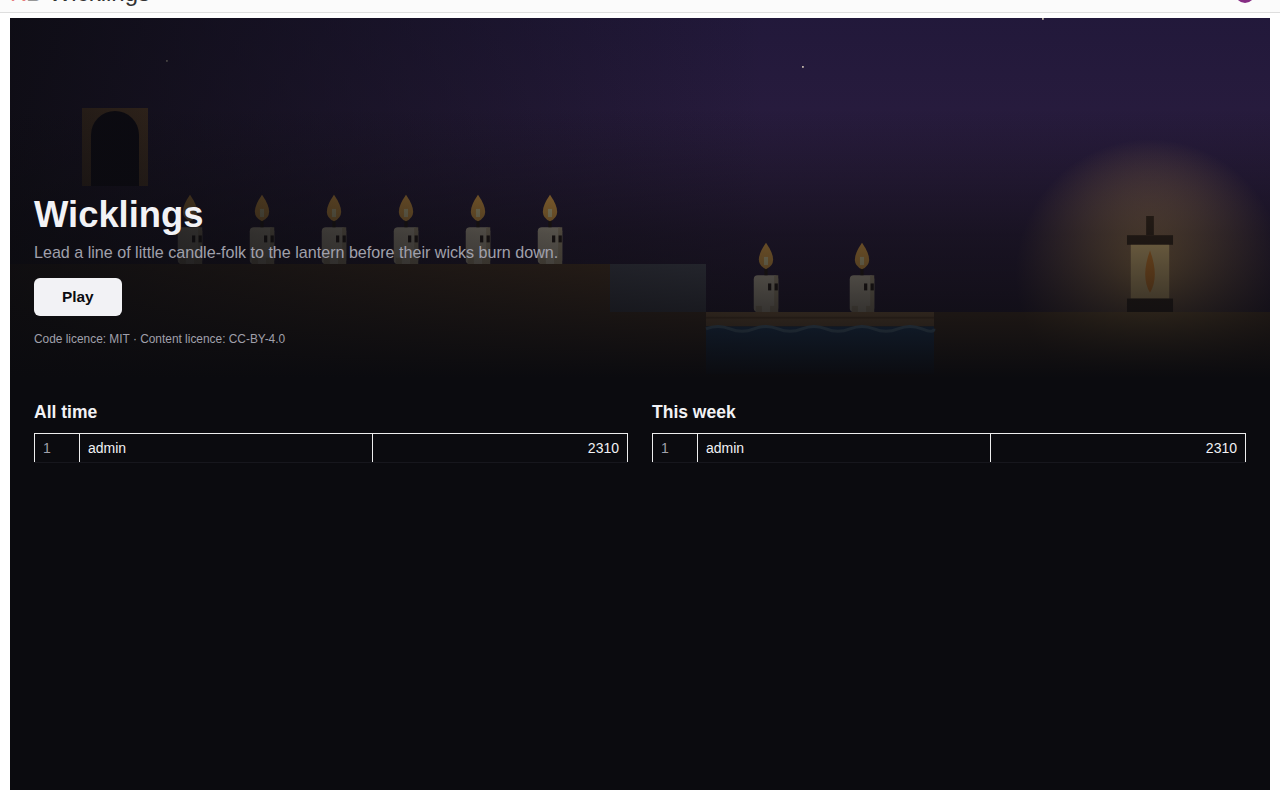 Wicklings
Wicklings
Lead a line of little candle-folk to the lantern before their wicks burn down.
Play
Code licence: MIT · Content licence: CC-BY-4.0
All time
This week
1 admin 2310
1 admin 2310